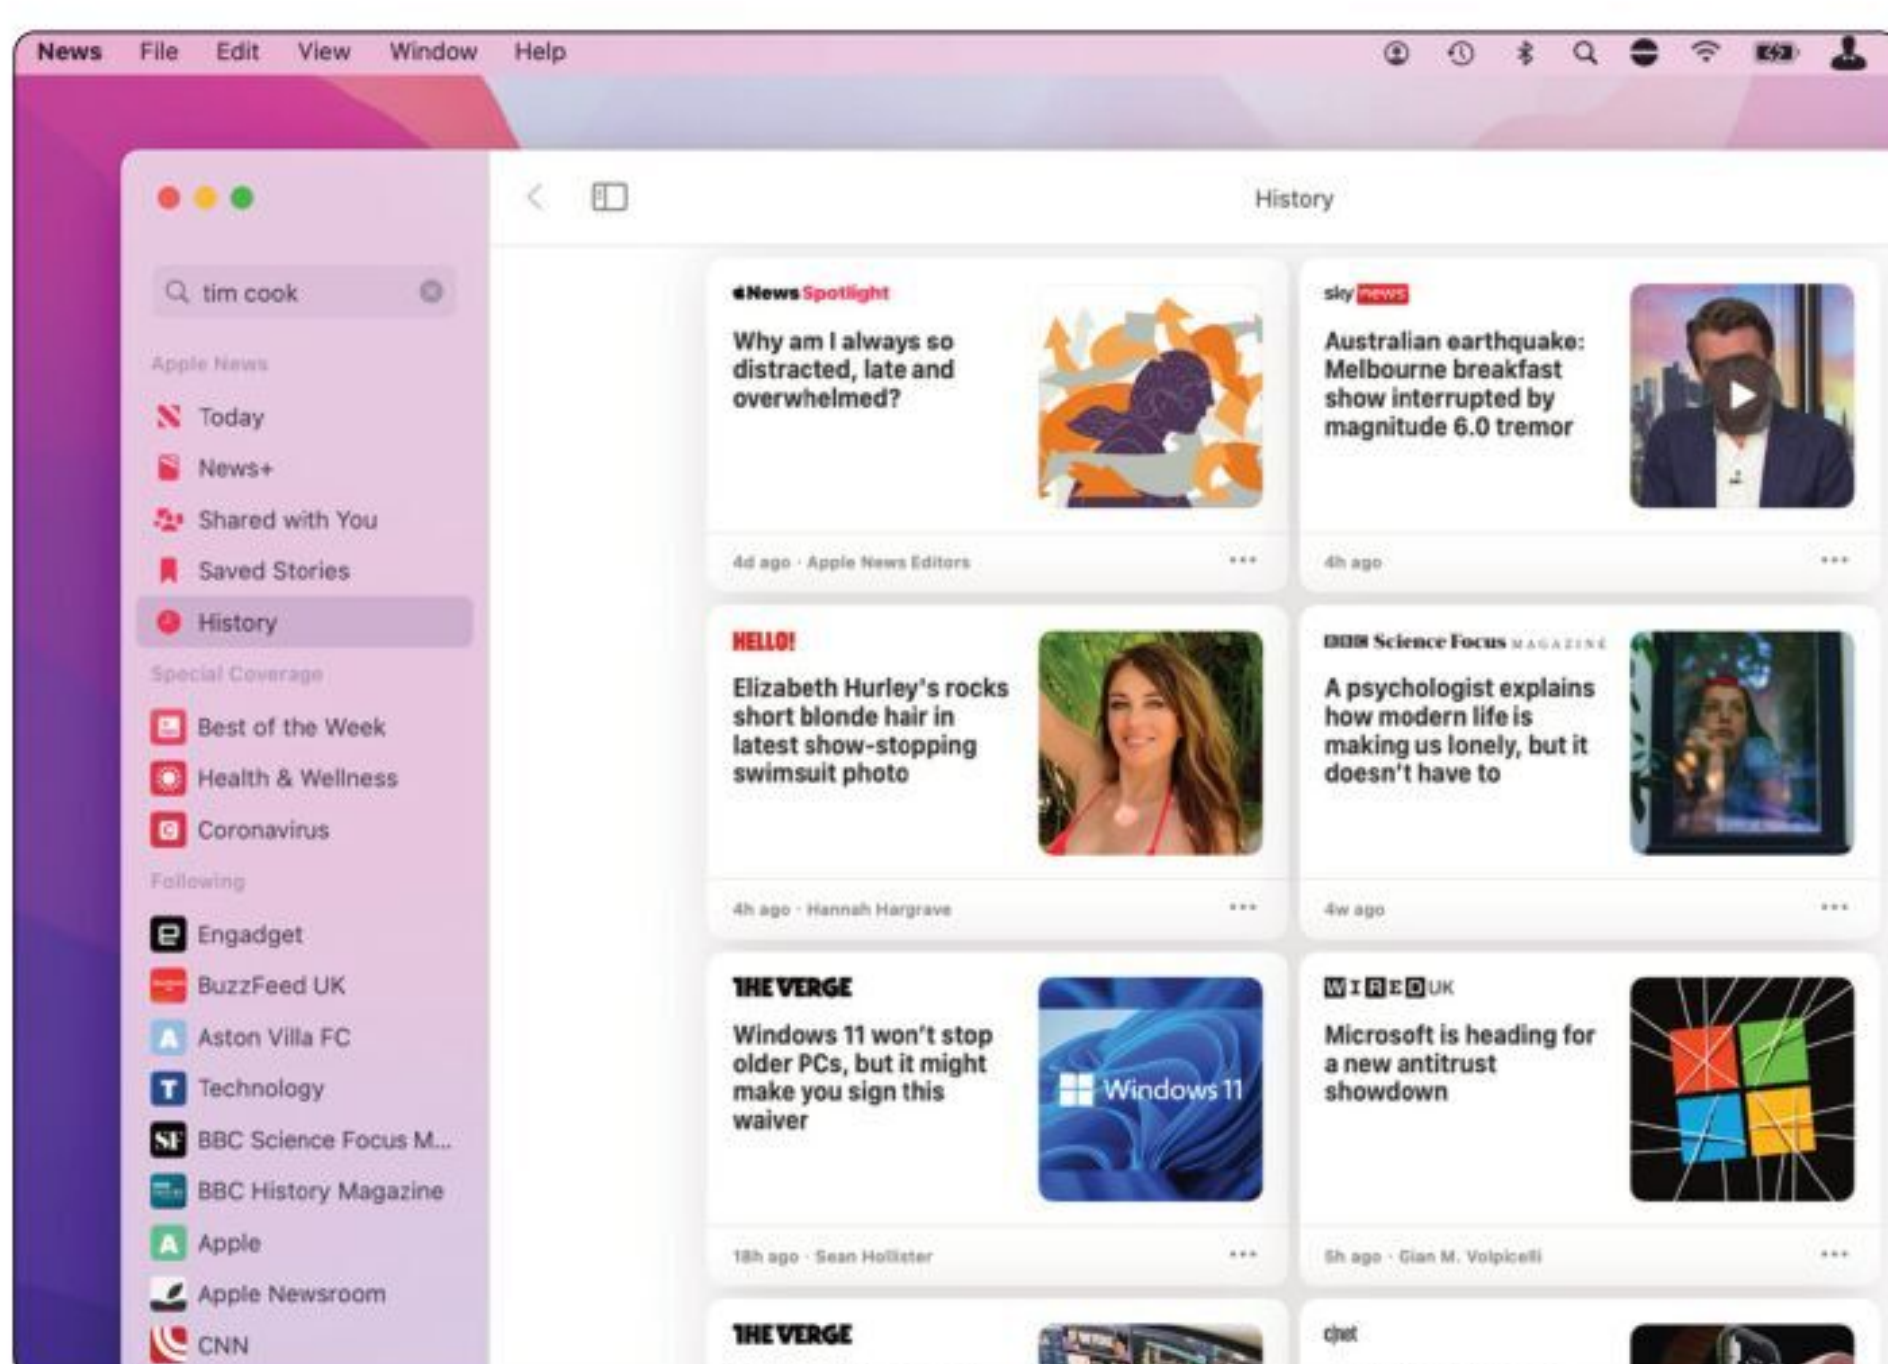 News File Edit View Window Help
History
tim cook
Apple News
Today
News+
Shared with You
Saved Stories
History
Special Coverage
Best of the Week
Health & Wellness
Coronavirus
Following
Engadget
BuzzFeed UK
Aston Villa FC
Technology
BBC Science Focus M...
BBC History Magazine
Apple
Apple Newsroom
CNN
News Spotlight
Why am I always so
distracted, late and
overwhelmed?
4d ago · Apple News Editors
sky news
Australian earthquake:
Melbourne breakfast
show interrupted by
magnitude 6.0 tremor
4h ago
HELLO!
Elizabeth Hurley's rocks
short blonde hair in
latest show-stopping
swimsuit photo
4h ago · Hannah Hargrave
BBC Science Focus MAGAZINE
A psychologist explains
how modern life is
making us lonely, but it
doesn't have to
4w ago
THE VERGE
Windows 11 won't stop
older PCs, but it might
make you sign this
waiver
Windows 11
18h ago · Sean Hollister
WIRED UK
Microsoft is heading for
a new antitrust
showdown
5h ago · Gian M. Volpicelli
THE VERGE
c|net